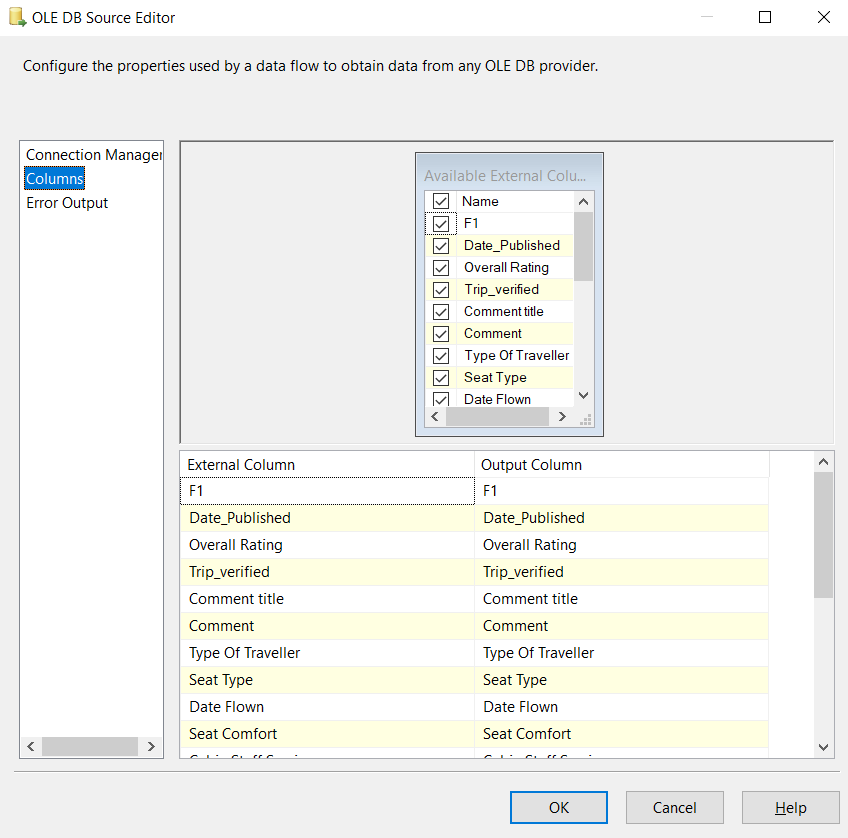 OLE DB Source Editor
Configure the properties used by a data flow to obtain data from any OLE DB provider.
Connection Manager
Columns
Error Output
Available External Colu...
Name
F1
Date_Published
Overall Rating
Trip_verified
Comment title
Comment
Type Of Traveller
Seat Type
Date Flown
External Column Output Column
F1 F1
Date_Published Date_Published
Overall Rating Overall Rating
Trip_verified Trip_verified
Comment title Comment title
Comment Comment
Type Of Traveller Type Of Traveller
Seat Type Seat Type
Date Flown Date Flown
Seat Comfort Seat Comfort
OK Cancel Help